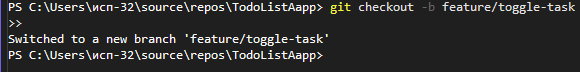 PS C:\Users\исп-32\source\repos\TodoListAapp> git checkout -b feature/toggle-task
>>
Switched to a new branch 'feature/toggle-task'
PS C:\Users\исп-32\source\repos\TodoListAapp>